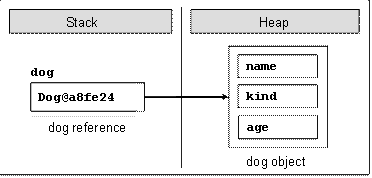 Stack
Heap
dog
Dog@a8fe24
dog reference
name
kind
age
dog object